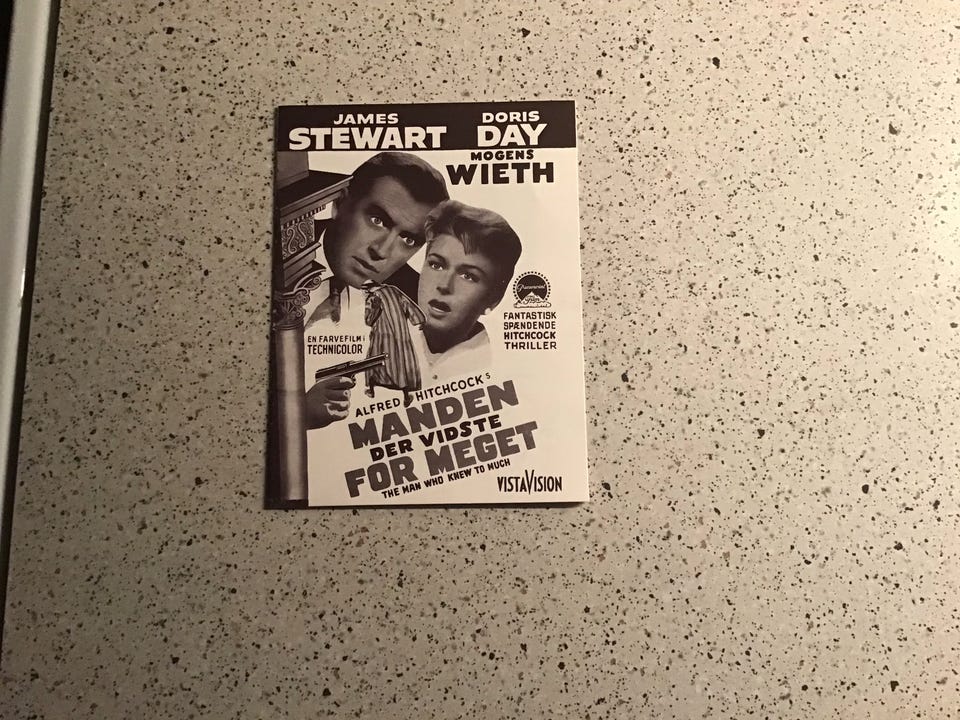 JAMES STEWART
DORIS DAY
MOGENS WIETH
Paramount
FANTASTISK
SPÆNDENDE
HITCHCOCK
THRILLER
EN FARVEFILM I
TECHNICOLOR
ALFRED HITCHCOCK's
MANDEN
DER VIDSTE
FOR MEGET
THE MAN WHO KNEW TO MUCH
VISTAVISION